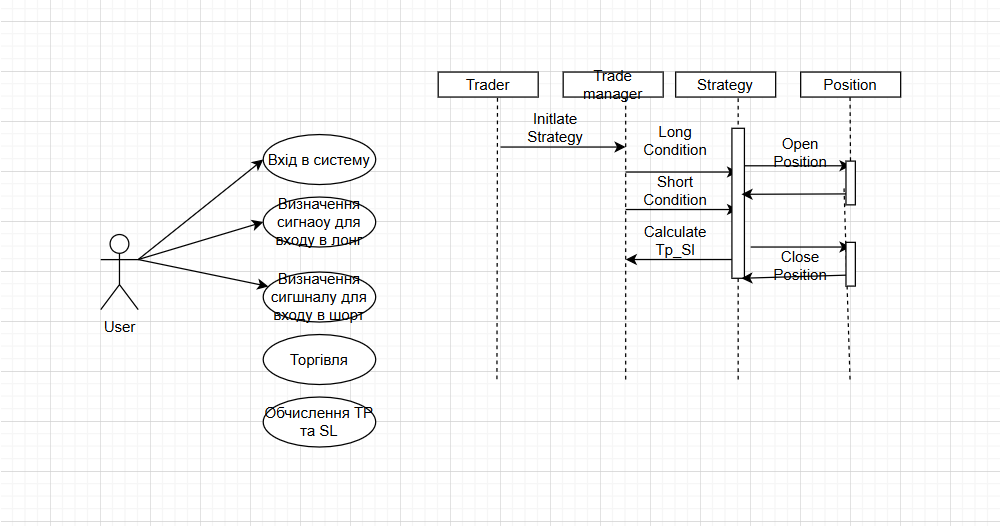 Вхід в систему
Визначення
сигнаоу для
входу в лонг
Визначення
сигшналу для
входу в шорт
Торгівля
Обчислення TP
та SL
User
Trader
Trade
manager
Strategy
Position
Initlate
Strategy
Long
Condition
Open
Position
Short
Condition
Calculate
Tp_Sl
Close
Position